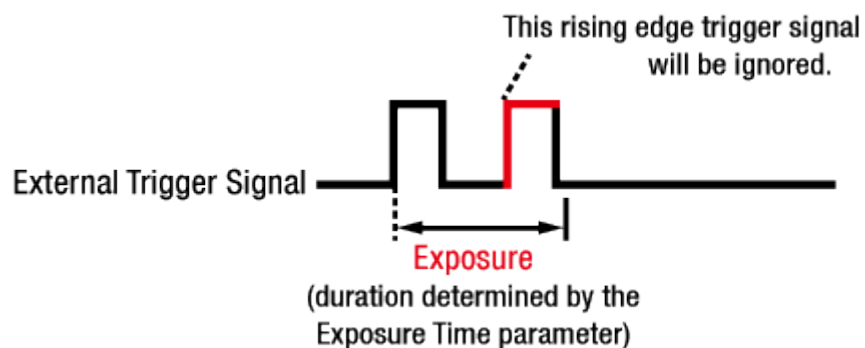 This rising edge trigger signal
will be ignored.
External Trigger Signal
Exposure
(duration determined by the
Exposure Time parameter)